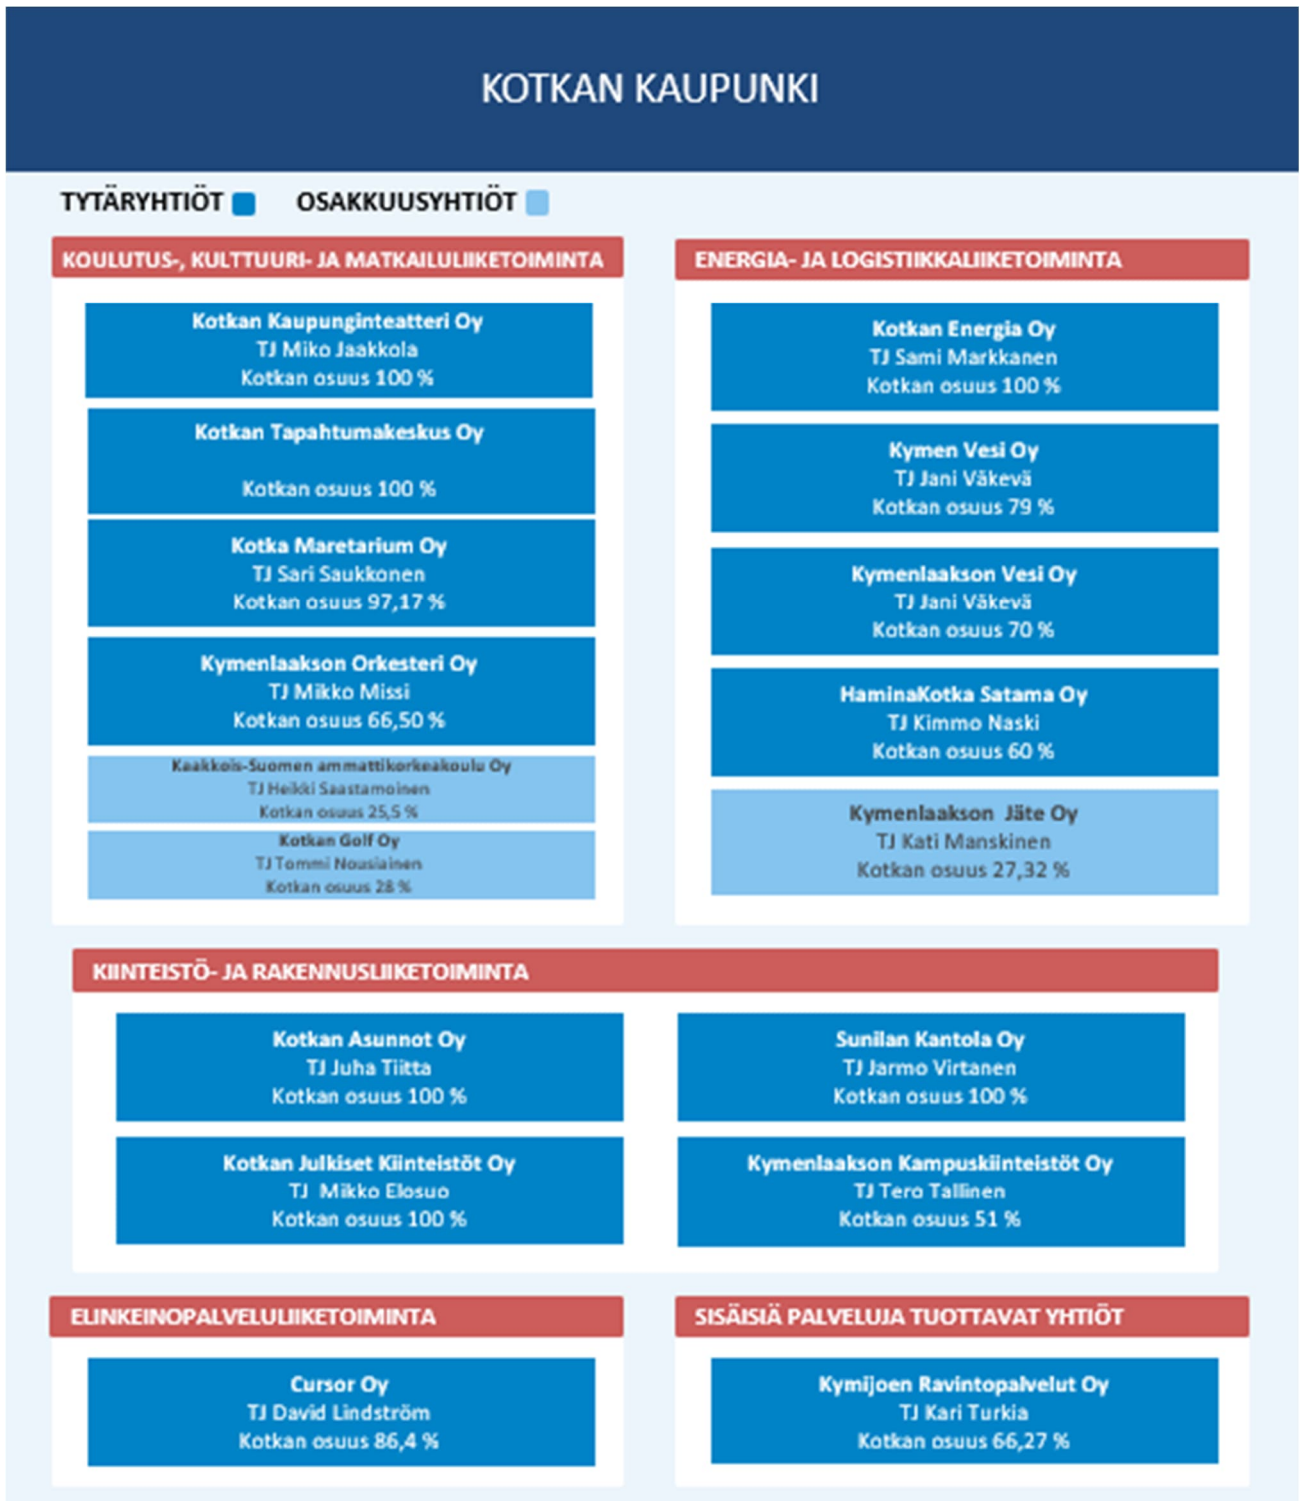 KOTKAN KAUPUNKI
TYTÄRYHTIÖT
OSAKKUUSYHTIÖT
KOULUTUS-, KULTTUURI- JA MATKAILULIIKETOIMINTA
Kotkan Kaupunginteatteri Oy
TJ Miko Jaakkola
Kotkan osuus 100 %
Kotkan Tapahtumakeskus Oy
Kotkan osuus 100 %
Kotka Maretarium Oy
TJ Sari Saukkonen
Kotkan osuus 97,17 %
Kymenlaakson Orkesteri Oy
TJ Mikko Missi
Kotkan osuus 66,50 %
Kaakkois-Suomen ammattikorkeakoulu Oy
TJ Heikki Saastamoinen
Kotkan osuus 25,5 %
Kotkan Golf Oy
TJ Tommi Nousiainen
Kotkan osuus 28 %
ENERGIA- JA LOGISTIIKKALIIKETOIMINTA
Kotkan Energia Oy
TJ Sami Markkanen
Kotkan osuus 100 %
Kymen Vesi Oy
TJ Jani Väkevä
Kotkan osuus 79 %
Kymenlaakson Vesi Oy
TJ Jani Väkevä
Kotkan osuus 70 %
HaminaKotka Satama Oy
TJ Kimmo Naski
Kotkan osuus 60 %
Kymenlaakson Jäte Oy
TJ Kati Manskinen
Kotkan osuus 27,32 %
KIINTEISTÖ- JA RAKENNUSLIIKETOIMINTA
Kotkan Asunnot Oy
TJ Juha Tiitta
Kotkan osuus 100 %
Sunilan Kantola Oy
TJ Jarmo Virtanen
Kotkan osuus 100 %
Kotkan Julkiset Kiinteistöt Oy
TJ Mikko Elosuo
Kotkan osuus 100 %
Kymenlaakson Kampuskiinteistöt Oy
TJ Tero Tallinen
Kotkan osuus 51 %
ELINKEINOPALVELULIIKETOIMINTA
Cursor Oy
TJ David Lindström
Kotkan osuus 86,4 %
SISÄISIÄ PALVELUJA TUOTTAVAT YHTIÖT
Kymijoen Ravintopalvelut Oy
TJ Kari Turkia
Kotkan osuus 66,27 %